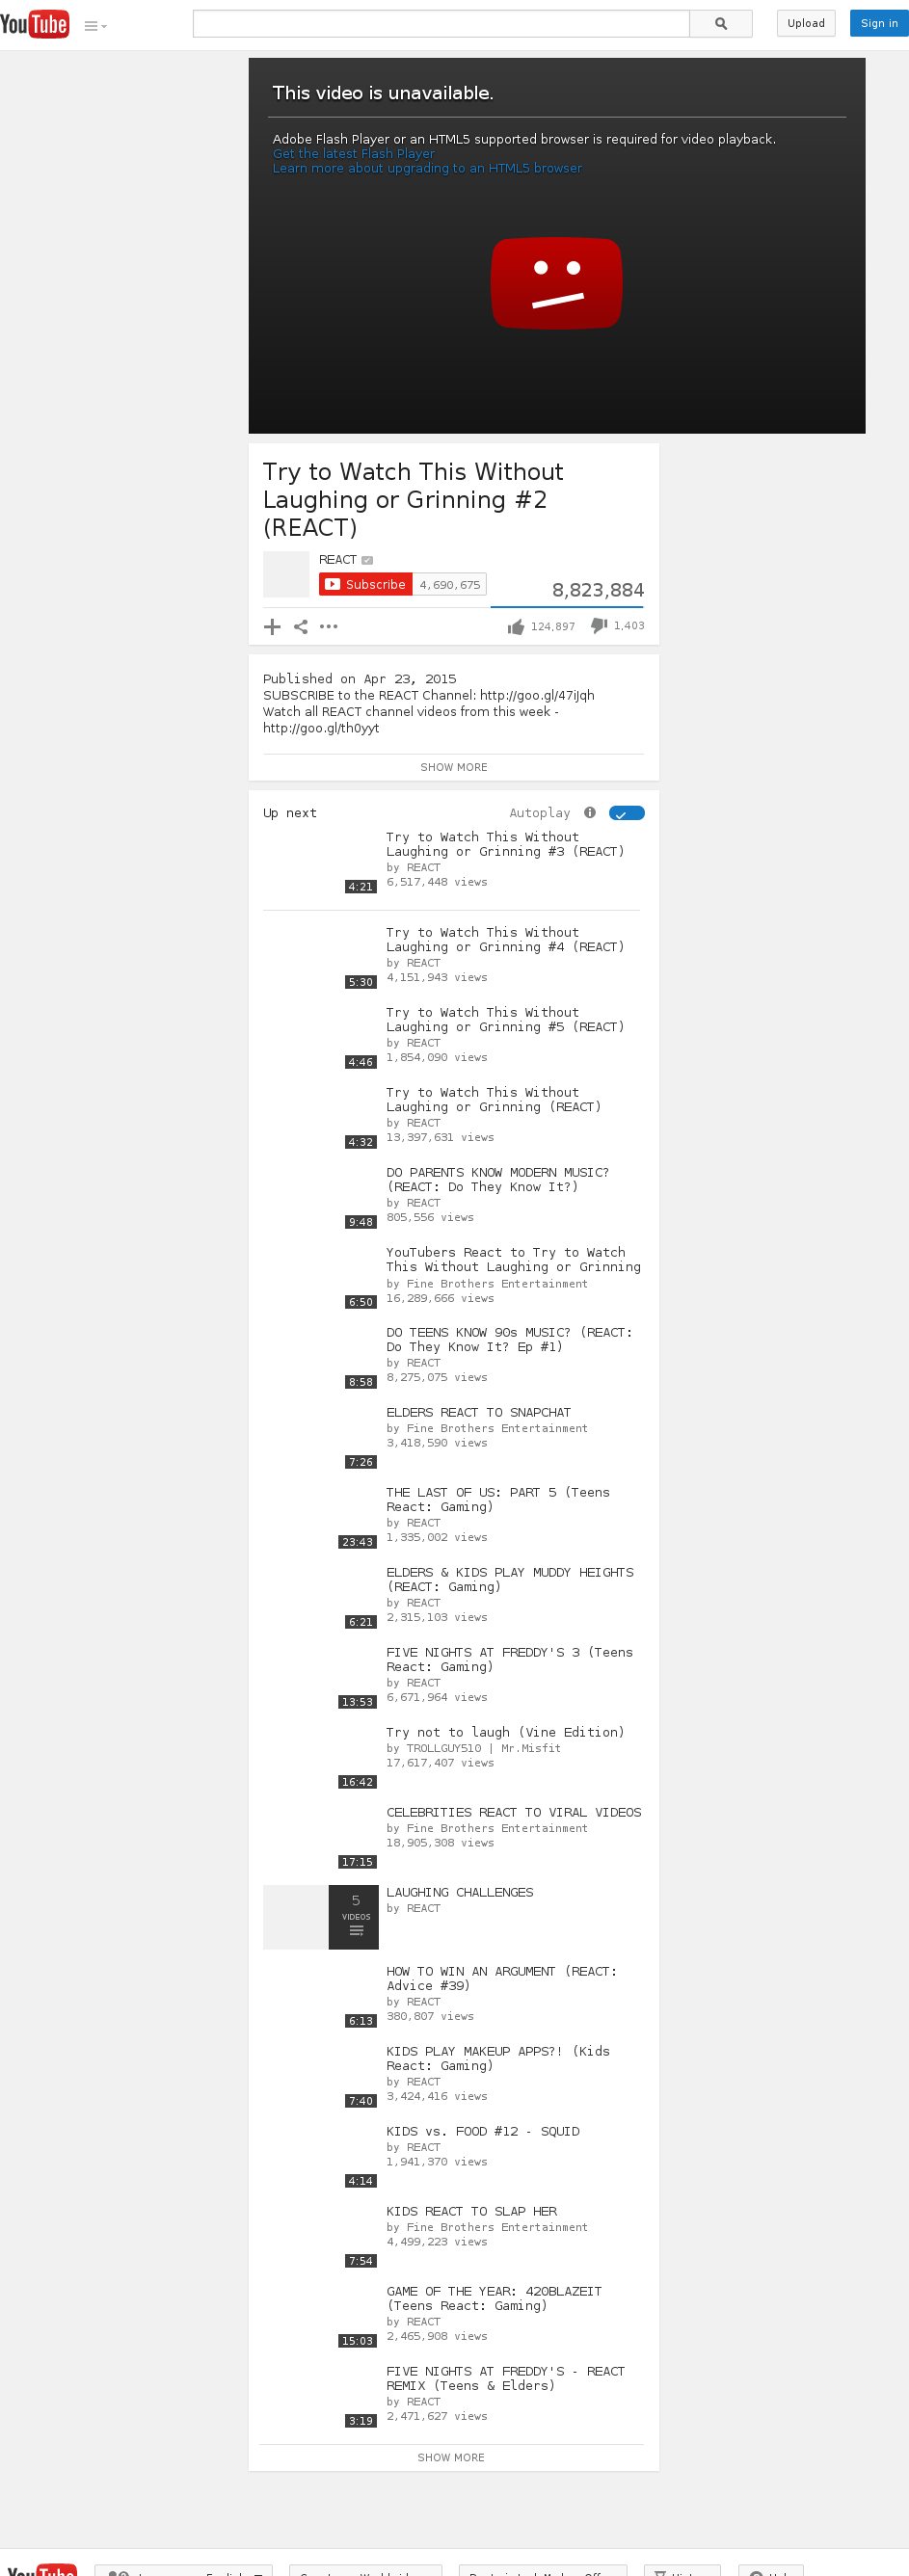 YouTube
Upload
Sign in
This video is unavailable.
Adobe Flash Player or an HTML5 supported browser is required for video playback.
Get the latest Flash Player
Learn more about upgrading to an HTML5 browser
Try to Watch This Without
Laughing or Grinning #2
(REACT)
REACT
Subscribe 4,690,675
8,823,884
124,897 1,403
Published on Apr 23, 2015
SUBSCRIBE to the REACT Channel: http://goo.gl/47iJqh
Watch all REACT channel videos from this week -
http://goo.gl/th0yyt
SHOW MORE
Up next Autoplay
Try to Watch This Without
Laughing or Grinning #3 (REACT)
by REACT
6,517,448 views
4:21
Try to Watch This Without
Laughing or Grinning #4 (REACT)
by REACT
4,151,943 views
5:30
Try to Watch This Without
Laughing or Grinning #5 (REACT)
by REACT
1,854,090 views
4:46
Try to Watch This Without
Laughing or Grinning (REACT)
by REACT
13,397,631 views
4:32
DO PARENTS KNOW MODERN MUSIC?
(REACT: Do They Know It?)
by REACT
805,556 views
9:48
YouTubers React to Try to Watch
This Without Laughing or Grinning
by Fine Brothers Entertainment
16,289,666 views
6:50
DO TEENS KNOW 90s MUSIC? (REACT:
Do They Know It? Ep #1)
by REACT
8,275,075 views
8:58
ELDERS REACT TO SNAPCHAT
by Fine Brothers Entertainment
3,418,590 views
7:26
THE LAST OF US: PART 5 (Teens
React: Gaming)
by REACT
1,335,002 views
23:43
ELDERS & KIDS PLAY MUDDY HEIGHTS
(REACT: Gaming)
by REACT
2,315,103 views
6:21
FIVE NIGHTS AT FREDDY'S 3 (Teens
React: Gaming)
by REACT
6,671,964 views
13:53
Try not to laugh (Vine Edition)
by TROLLGUY510 | Mr.Misfit
17,617,407 views
16:42
CELEBRITIES REACT TO VIRAL VIDEOS
by Fine Brothers Entertainment
18,905,308 views
17:15
5
VIDEOS
LAUGHING CHALLENGES
by REACT
HOW TO WIN AN ARGUMENT (REACT:
Advice #39)
by REACT
380,807 views
6:13
KIDS PLAY MAKEUP APPS?! (Kids
React: Gaming)
by REACT
3,424,416 views
7:40
KIDS vs. FOOD #12 - SQUID
by REACT
1,941,370 views
4:14
KIDS REACT TO SLAP HER
by Fine Brothers Entertainment
4,499,223 views
7:54
GAME OF THE YEAR: 420BLAZEIT
(Teens React: Gaming)
by REACT
2,465,908 views
15:03
FIVE NIGHTS AT FREDDY'S - REACT
REMIX (Teens & Elders)
by REACT
2,471,627 views
3:19
SHOW MORE